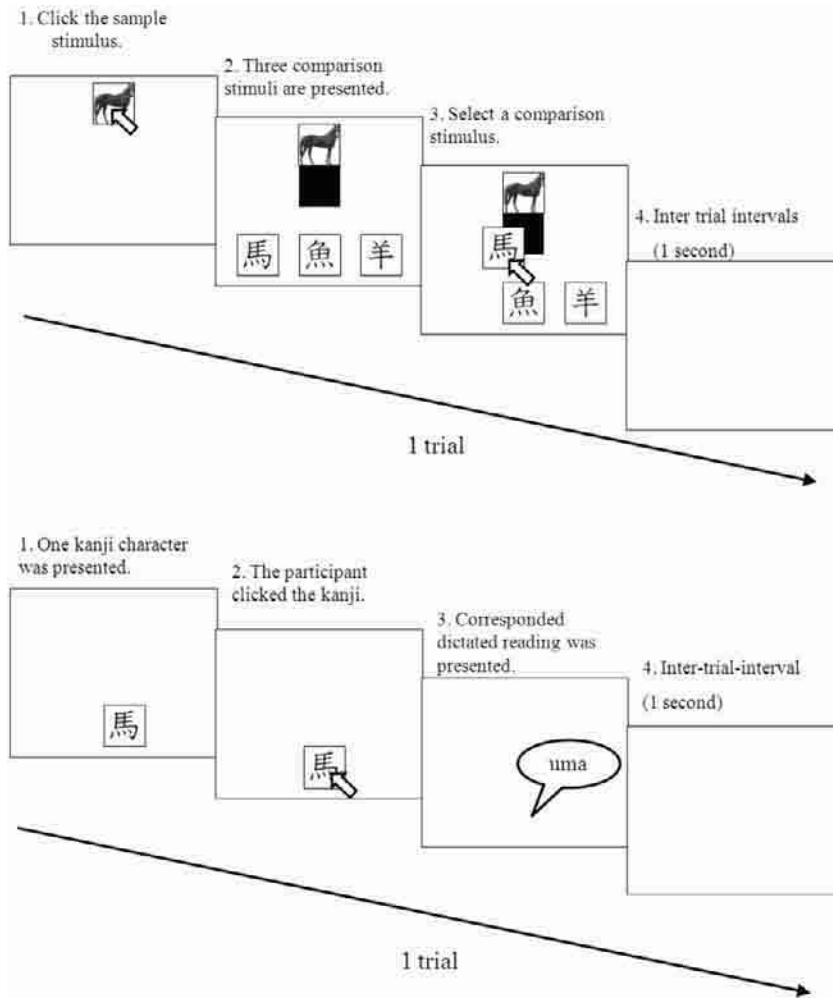 1. Click the sample
stimulus.
2. Three comparison
stimuli are presented.
3. Select a comparison
stimulus.
4. Inter trial intervals
(1 second)
馬 魚 羊
馬
魚 羊
1 trial
1. One kanji character
was presented.
2. The participant
clicked the kanji.
3. Corresponded
dictated reading was
presented.
4. Inter-trial-interval
(1 second)
馬
馬
uma
1 trial